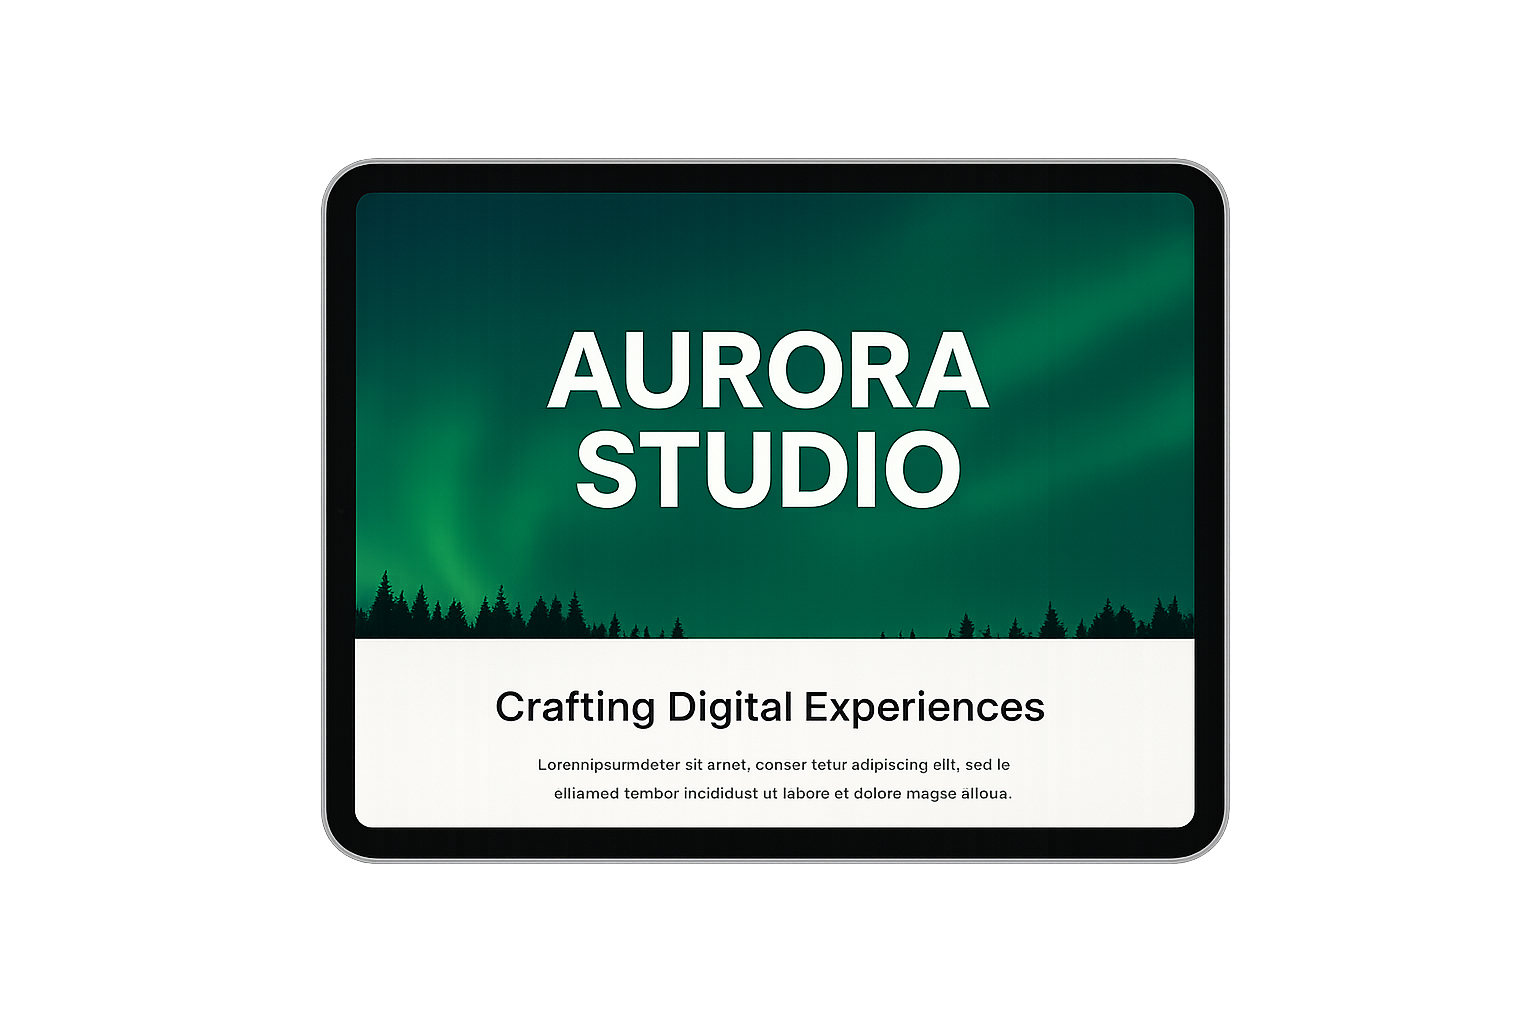 AURORA
STUDIO
Crafting Digital Experiences
Lorennipsurmdeter sit arnet, conser tetur adipiscing ellt, sed le
elliamed tembor incididust ut labore et dolore magse älloua.